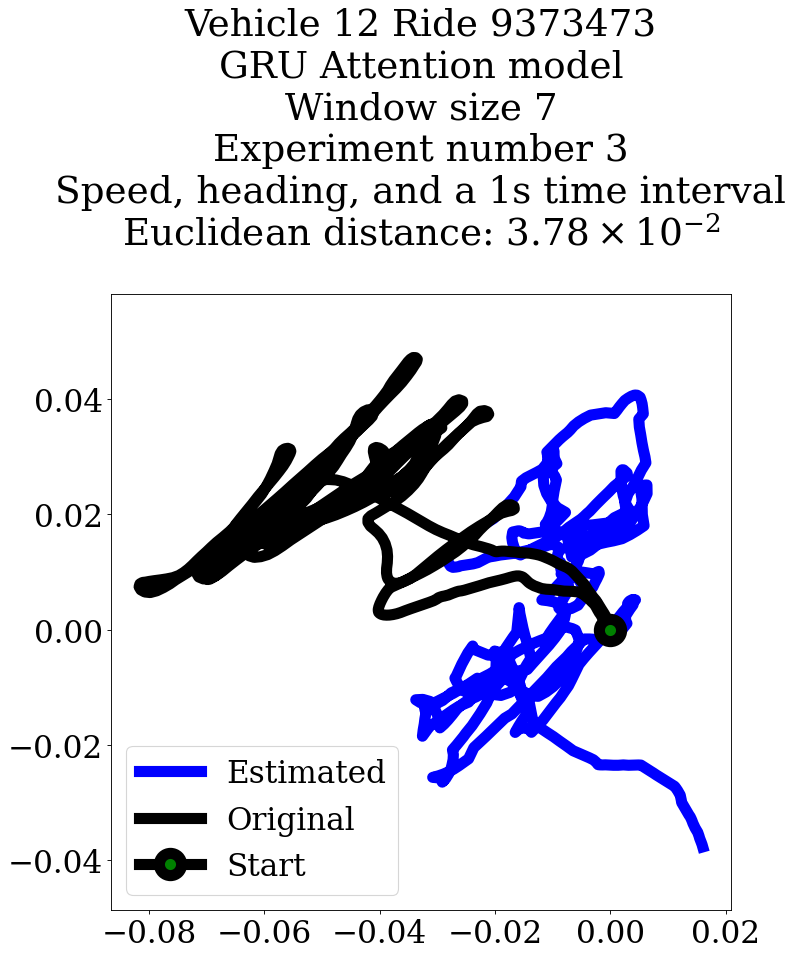 Vehicle 12 Ride 9373473
GRU Attention model
Window size 7
Experiment number 3
Speed, heading, and a 1s time interval
Euclidean distance: 3.78 × 10⁻²
0.04
0.02
0.00
−0.02
−0.04
Estimated
Original
Start
−0.08 −0.06 −0.04 −0.02 0.00 0.02